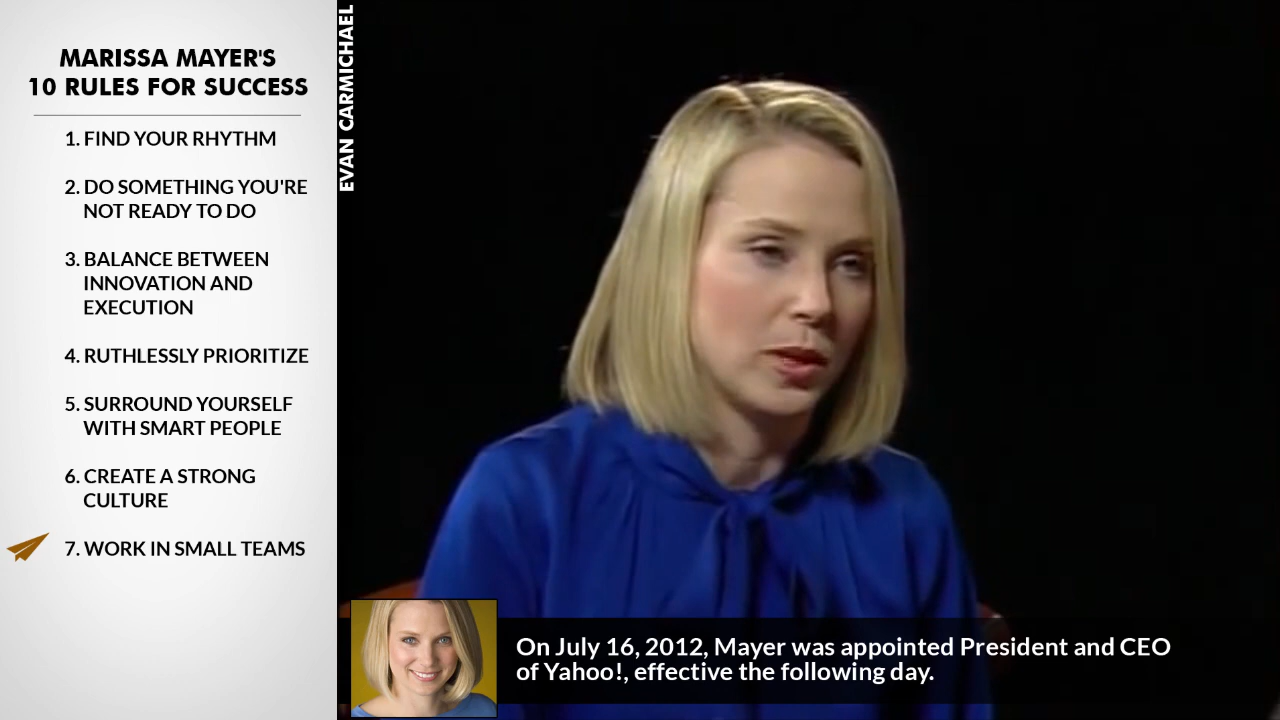 MARISSA MAYER'S
10 RULES FOR SUCCESS
1. FIND YOUR RHYTHM
2. DO SOMETHING YOU'RE
NOT READY TO DO
3. BALANCE BETWEEN
INNOVATION AND
EXECUTION
4. RUTHLESSLY PRIORITIZE
5. SURROUND YOURSELF
WITH SMART PEOPLE
6. CREATE A STRONG
CULTURE
7. WORK IN SMALL TEAMS
EVAN CARMICHAEL
On July 16, 2012, Mayer was appointed President and CEO
of Yahoo!, effective the following day.